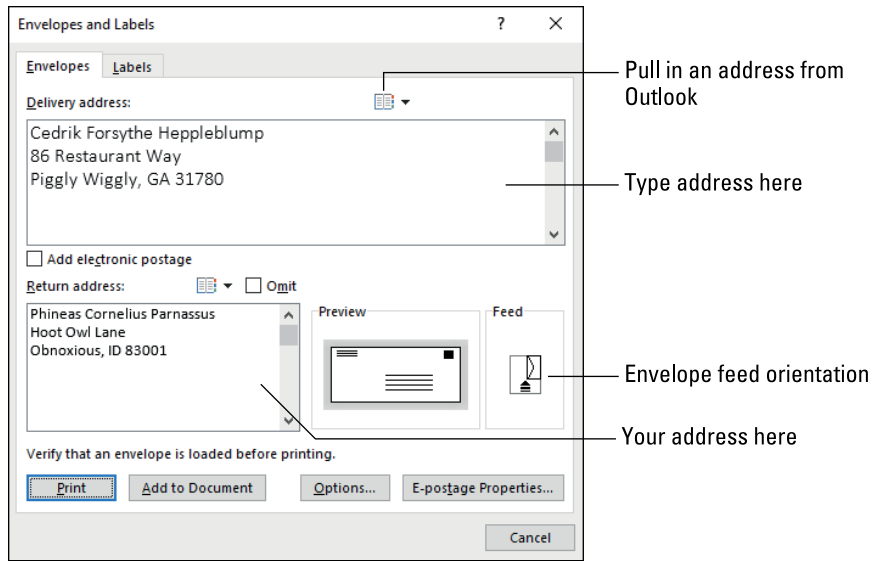 Envelopes and Labels
?
Envelopes
Labels
Pull in an address from
Outlook
Delivery address:
Cedrik Forsythe Heppleblump
86 Restaurant Way
Piggly Wiggly, GA 31780
Type address here
Add electronic postage
Return address:
Omit
Phineas Cornelius Parnassus
Hoot Owl Lane
Obnoxious, ID 83001
Preview
Feed
Envelope feed orientation
Your address here
Verify that an envelope is loaded before printing.
Print
Add to Document
Options...
E-postage Properties...
Cancel